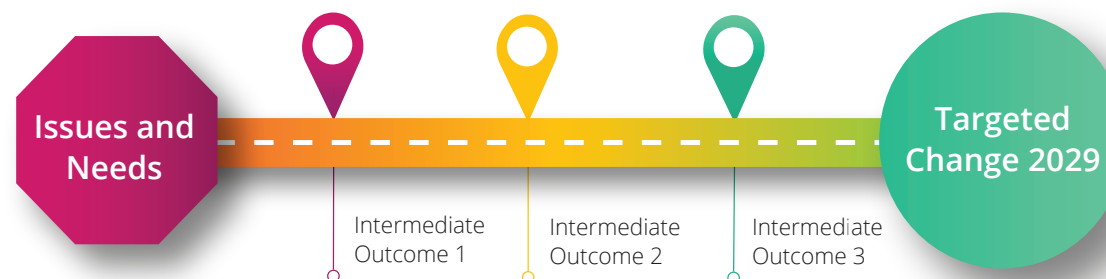 Issues and
Needs
Intermediate
Outcome 1
Intermediate
Outcome 2
Intermediate
Outcome 3
Targeted
Change 2029